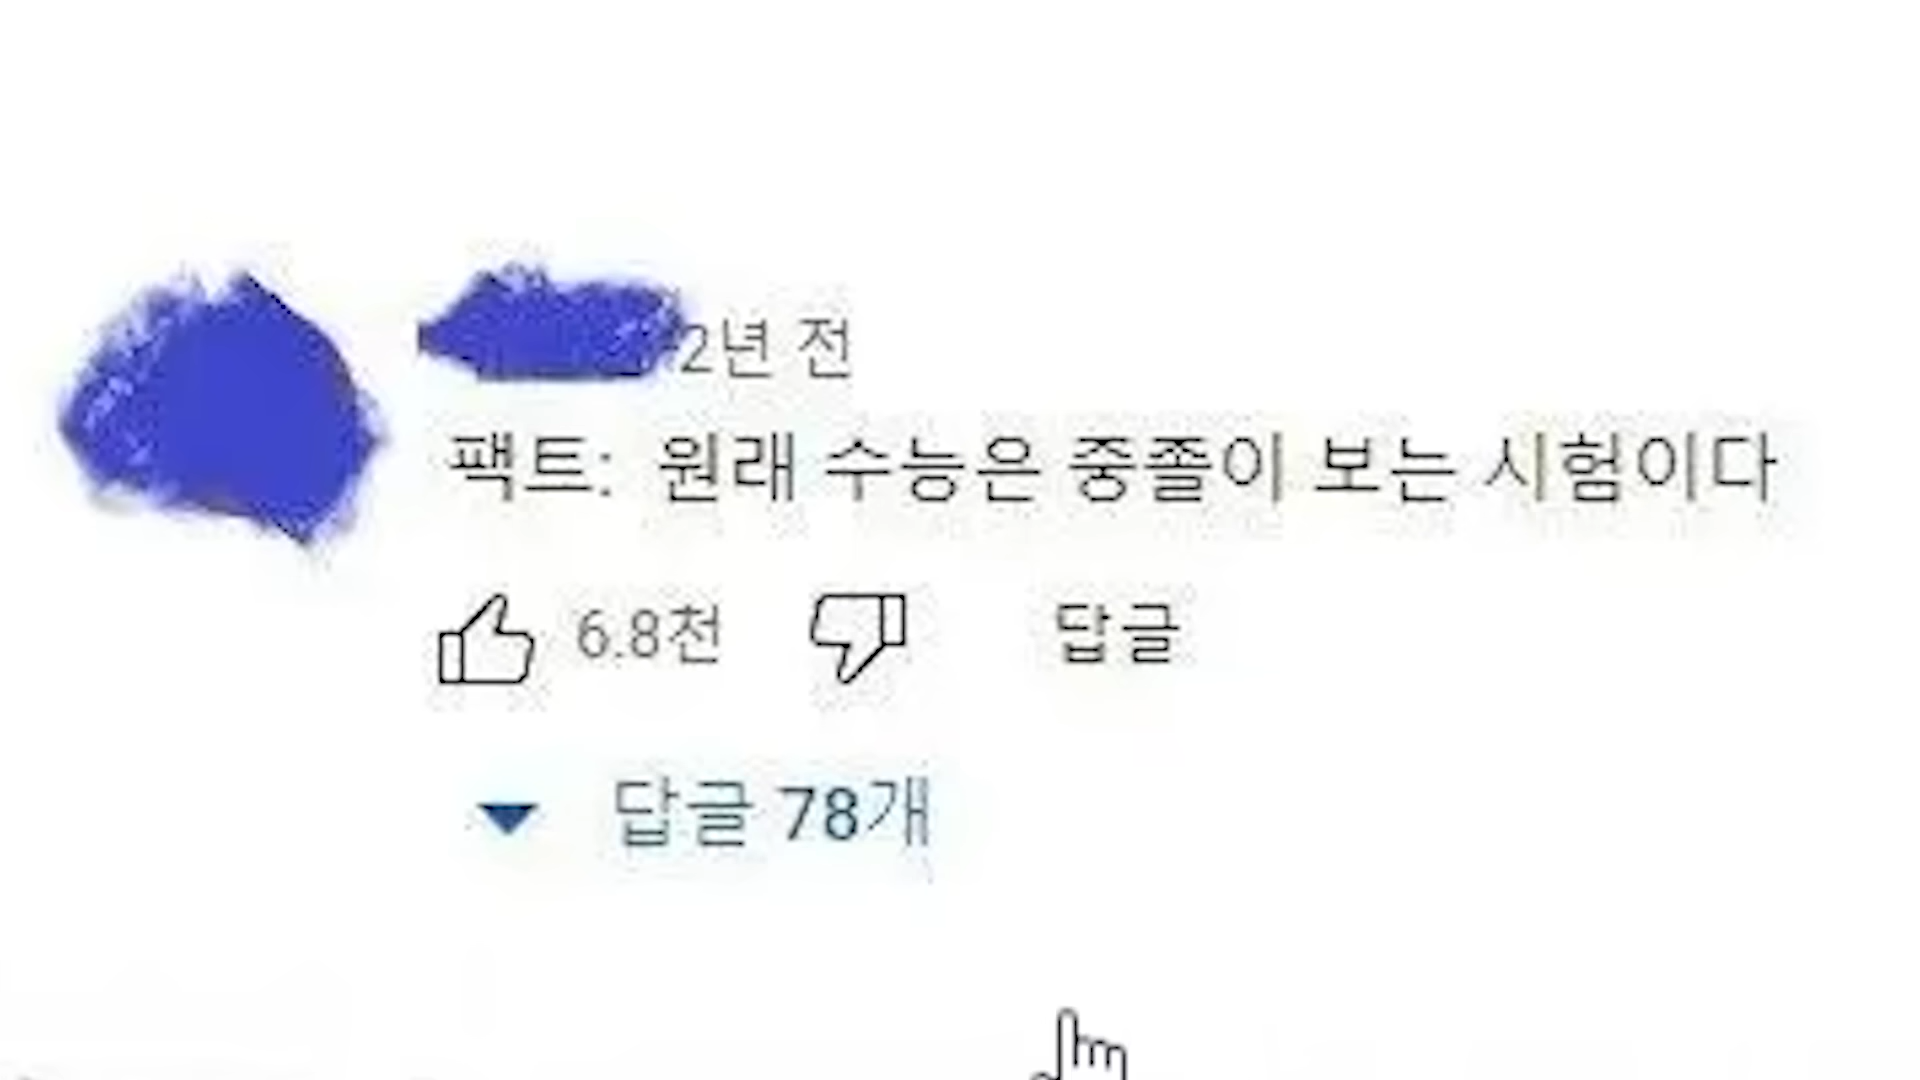 2년 전
팩트: 원래 수능은 중졸이 보는 시험이다
6.8천 답글
답글 78개